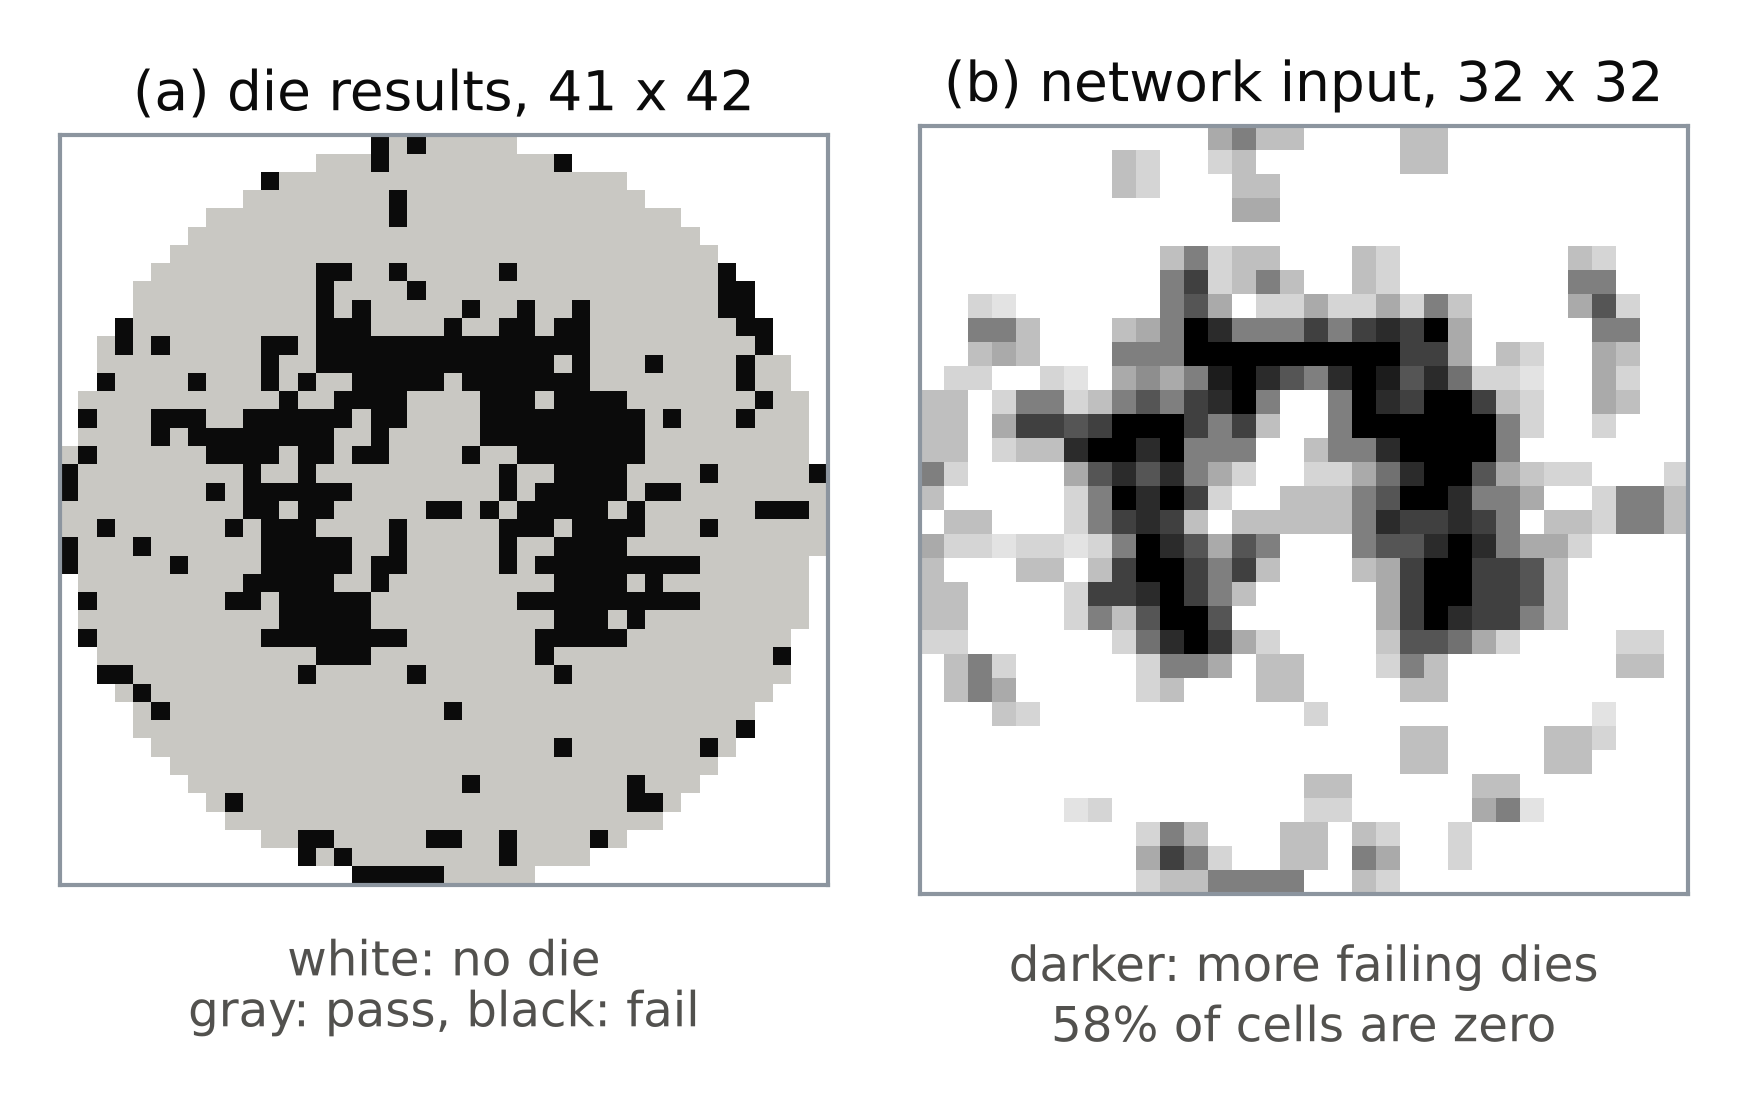 (a) die results, 41 x 42
white: no die
gray: pass, black: fail
(b) network input, 32 x 32
darker: more failing dies
58% of cells are zero